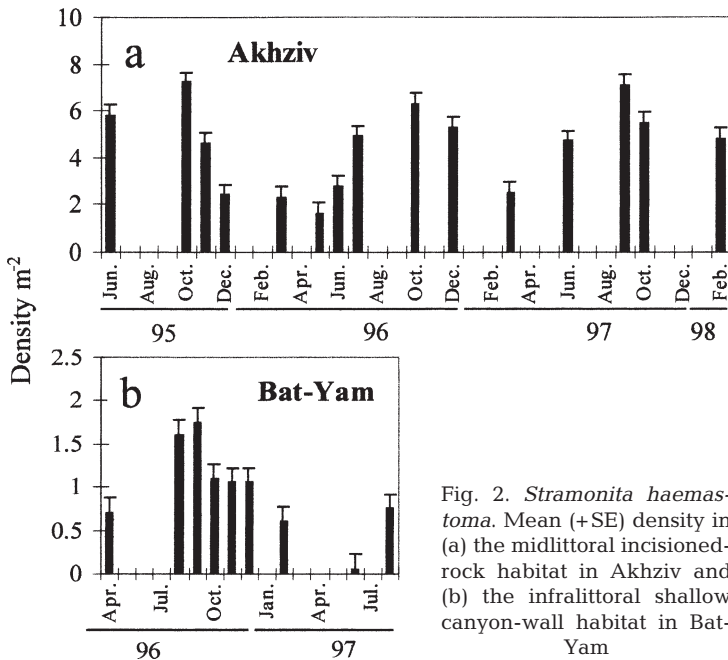 10
8
6
4
2
0
a Akhziv
Jun. Aug. Oct. Dec. Feb. Apr. Jun. Aug. Oct. Dec. Feb. Apr. Jun. Aug. Oct. Dec. Feb.
95 96 97 98
Density m-2
2.5
2
1.5
1
0.5
0
b Bat-Yam
Apr. Jul. Oct. Jan. Apr. Jul.
96 97
Fig. 2. Stramonita haemas-
toma. Mean (+SE) density in
(a) the midlittoral incisioned-
rock habitat in Akhziv and
(b) the infralittoral shallow
canyon-wall habitat in Bat-
Yam